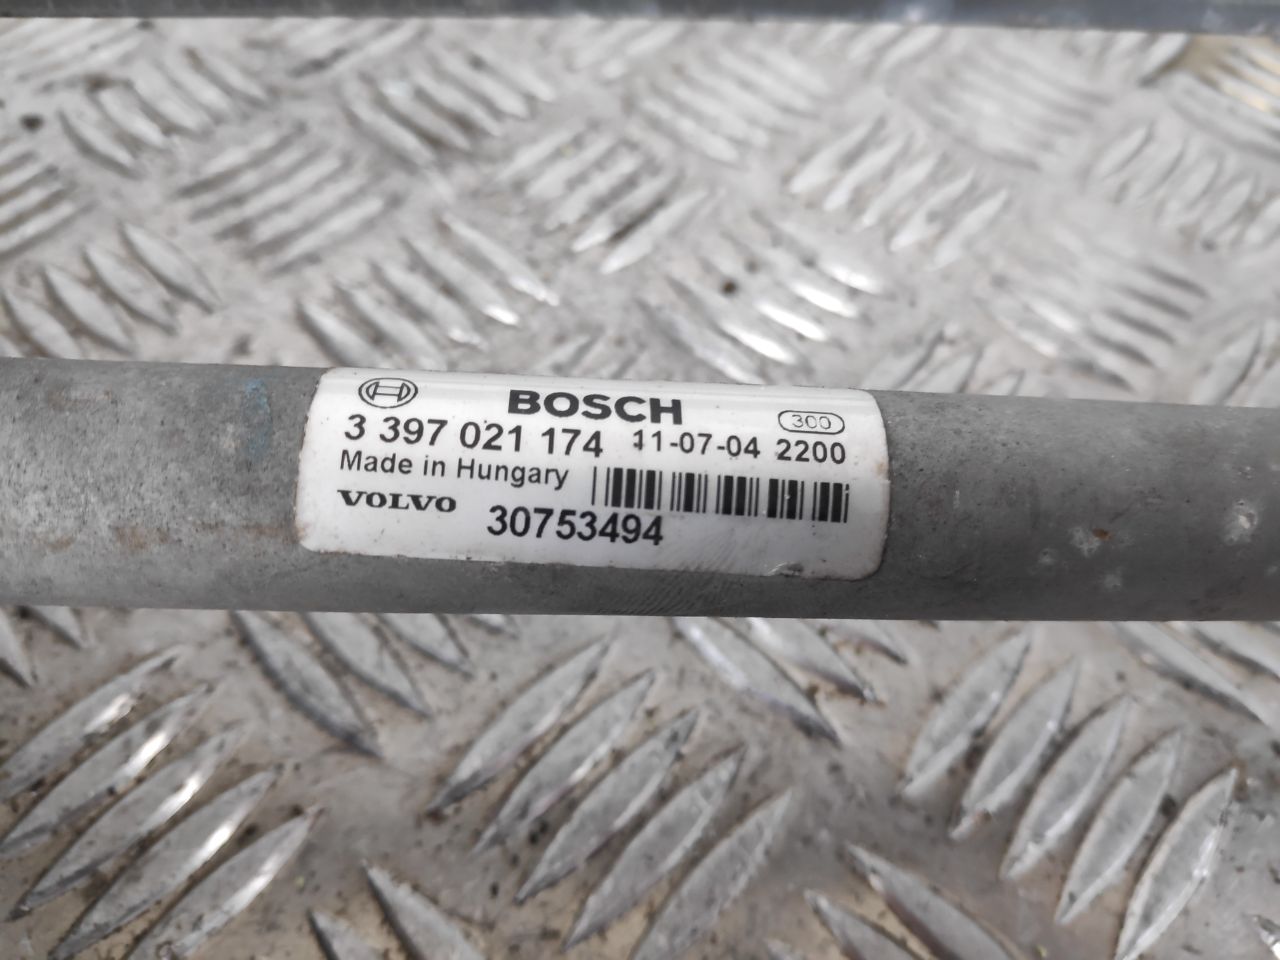 BOSCH 300
3 397 021 174 11-07-04 2200
Made in Hungary
VOLVO 30753494